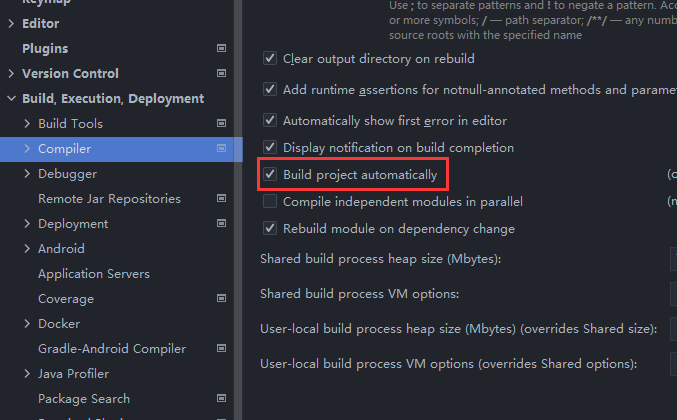 Keymap
Editor
Plugins
Version Control
Build, Execution, Deployment
Build Tools
Compiler
Debugger
Remote Jar Repositories
Deployment
Android
Application Servers
Coverage
Docker
Gradle-Android Compiler
Java Profiler
Package Search
Use ; to separate patterns and ! to negate a pattern. Acc
or more symbols; / — path separator; /**/ — any numb
source roots with the specified name
Clear output directory on rebuild
Add runtime assertions for notnull-annotated methods and parame
Automatically show first error in editor
Display notification on build completion
Build project automatically
Compile independent modules in parallel
Rebuild module on dependency change
Shared build process heap size (Mbytes):
Shared build process VM options:
User-local build process heap size (Mbytes) (overrides Shared size):
User-local build process VM options (overrides Shared options):